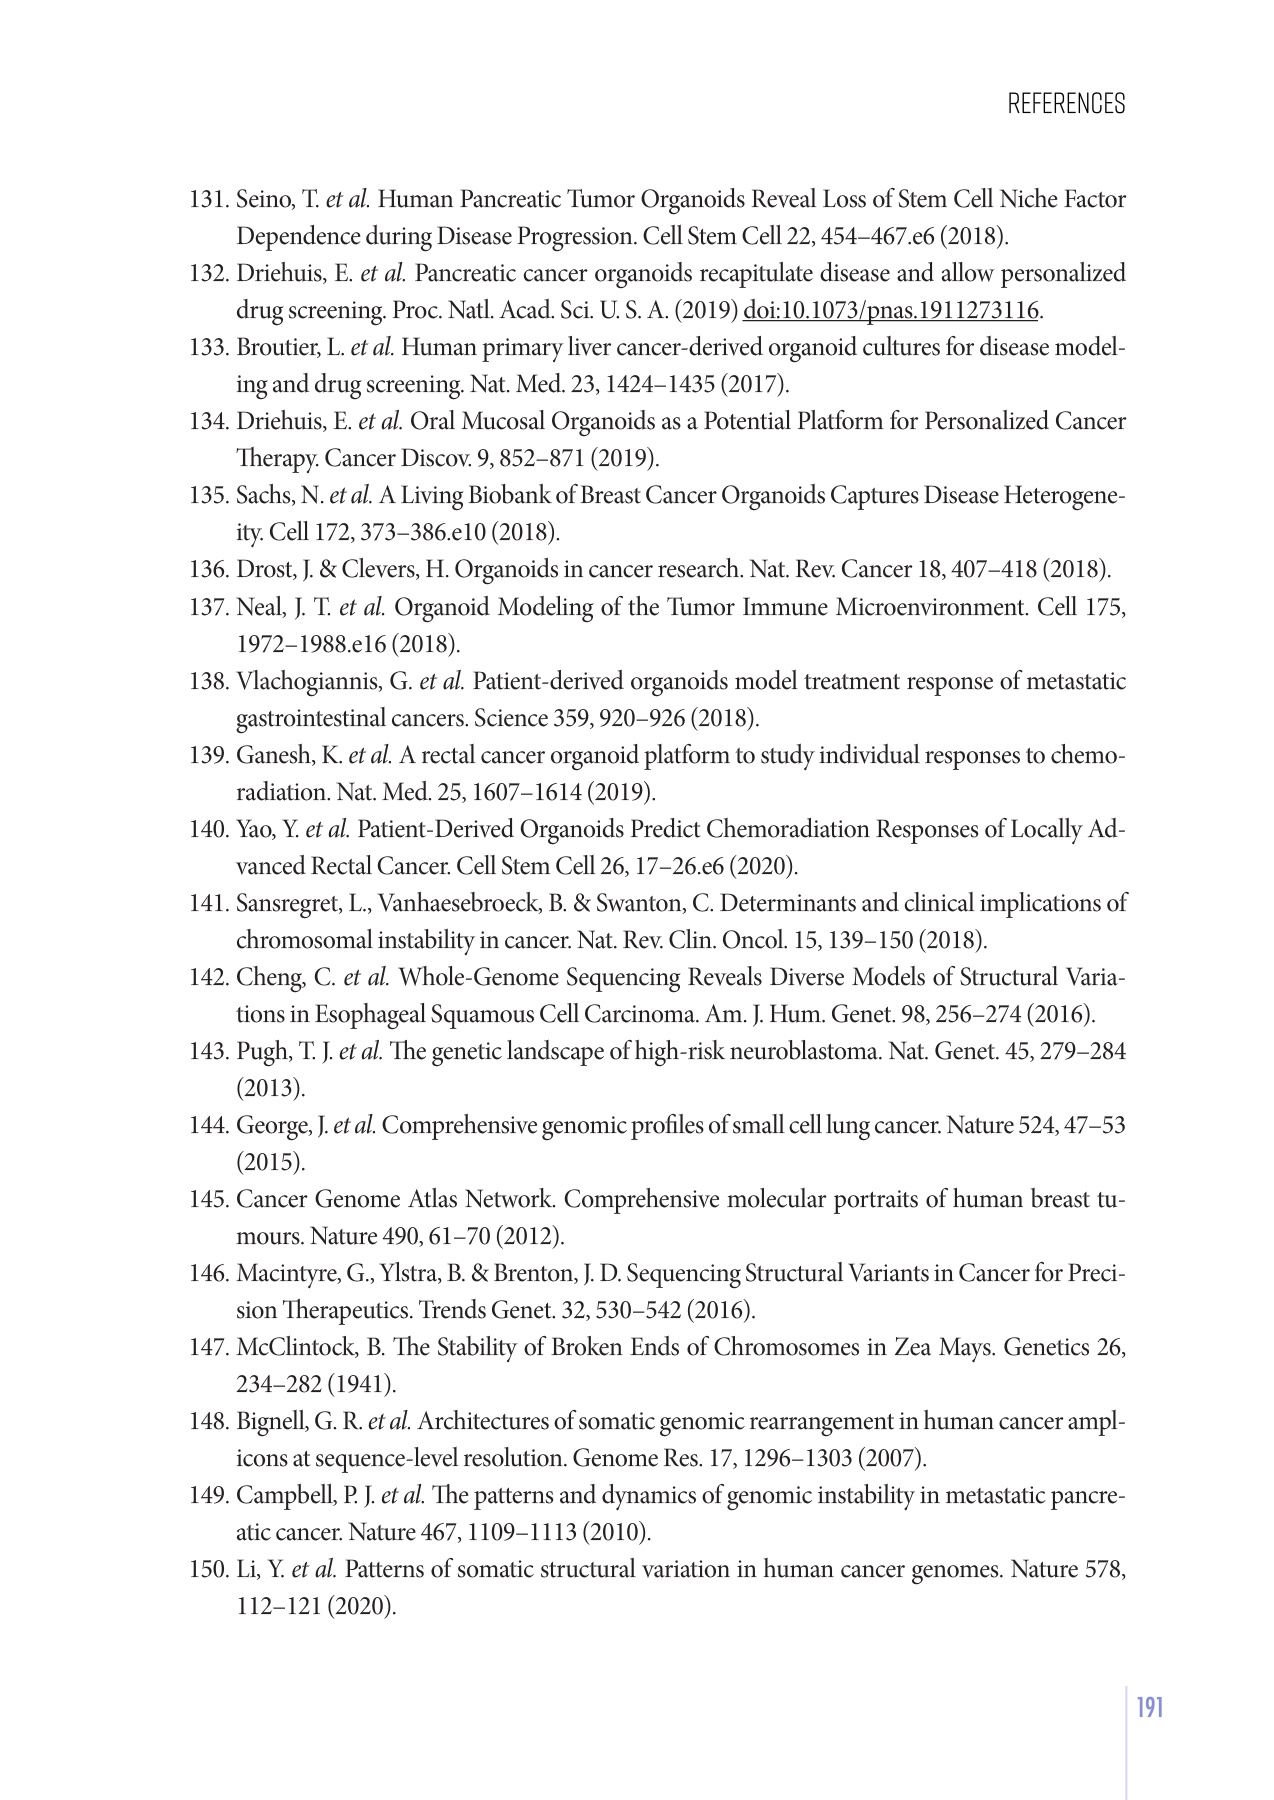 REFERENCES
131. Seino, T. et al. Human Pancreatic Tumor Organoids Reveal Loss of Stem Cell Niche Factor
Dependence during Disease Progression. Cell Stem Cell 22, 454–467.e6 (2018).
132. Driehuis, E. et al. Pancreatic cancer organoids recapitulate disease and allow personalized
drug screening. Proc. Natl. Acad. Sci. U. S. A. (2019) doi:10.1073/pnas.1911273116.
133. Broutier, L. et al. Human primary liver cancer-derived organoid cultures for disease model-
ing and drug screening. Nat. Med. 23, 1424–1435 (2017).
134. Driehuis, E. et al. Oral Mucosal Organoids as a Potential Platform for Personalized Cancer
Therapy. Cancer Discov. 9, 852–871 (2019).
135. Sachs, N. et al. A Living Biobank of Breast Cancer Organoids Captures Disease Heterogene-
ity. Cell 172, 373–386.e10 (2018).
136. Drost, J. & Clevers, H. Organoids in cancer research. Nat. Rev. Cancer 18, 407–418 (2018).
137. Neal, J. T. et al. Organoid Modeling of the Tumor Immune Microenvironment. Cell 175,
1972–1988.e16 (2018).
138. Vlachogiannis, G. et al. Patient-derived organoids model treatment response of metastatic
gastrointestinal cancers. Science 359, 920–926 (2018).
139. Ganesh, K. et al. A rectal cancer organoid platform to study individual responses to chemo-
radiation. Nat. Med. 25, 1607–1614 (2019).
140. Yao, Y. et al. Patient-Derived Organoids Predict Chemoradiation Responses of Locally Ad-
vanced Rectal Cancer. Cell Stem Cell 26, 17–26.e6 (2020).
141. Sansregret, L., Vanhaesebroeck, B. & Swanton, C. Determinants and clinical implications of
chromosomal instability in cancer. Nat. Rev. Clin. Oncol. 15, 139–150 (2018).
142. Cheng, C. et al. Whole-Genome Sequencing Reveals Diverse Models of Structural Varia-
tions in Esophageal Squamous Cell Carcinoma. Am. J. Hum. Genet. 98, 256–274 (2016).
143. Pugh, T. J. et al. The genetic landscape of high-risk neuroblastoma. Nat. Genet. 45, 279–284
(2013).
144. George, J. et al. Comprehensive genomic profiles of small cell lung cancer. Nature 524, 47–53
(2015).
145. Cancer Genome Atlas Network. Comprehensive molecular portraits of human breast tu-
mours. Nature 490, 61–70 (2012).
146. Macintyre, G., Ylstra, B. & Brenton, J. D. Sequencing Structural Variants in Cancer for Preci-
sion Therapeutics. Trends Genet. 32, 530–542 (2016).
147. McClintock, B. The Stability of Broken Ends of Chromosomes in Zea Mays. Genetics 26,
234–282 (1941).
148. Bignell, G. R. et al. Architectures of somatic genomic rearrangement in human cancer ampl-
icons at sequence-level resolution. Genome Res. 17, 1296–1303 (2007).
149. Campbell, P. J. et al. The patterns and dynamics of genomic instability in metastatic pancre-
atic cancer. Nature 467, 1109–1113 (2010).
150. Li, Y. et al. Patterns of somatic structural variation in human cancer genomes. Nature 578,
112–121 (2020).
191